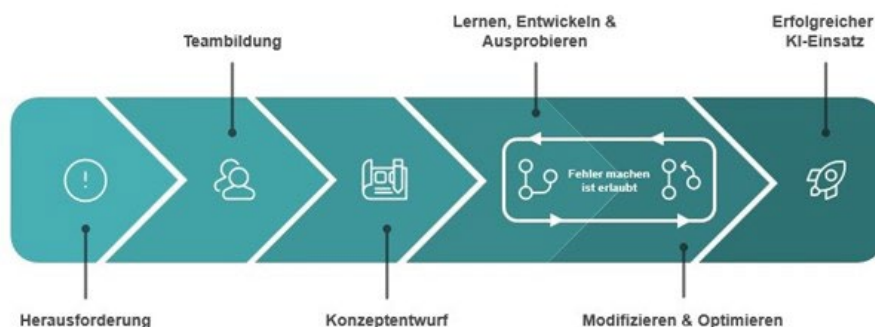 Teambildung
Lernen, Entwickeln &
Ausprobieren
Erfolgreicher
KI-Einsatz
Fehler machen
ist erlaubt
Herausforderung
Konzeptentwurf
Modifizieren & Optimieren